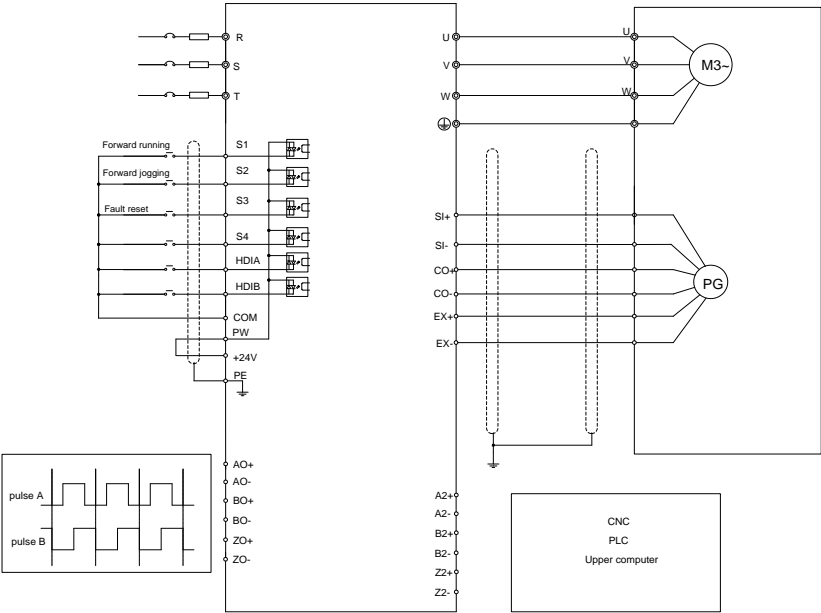 R
S
T
U
V
W
U
V
W
M3~
Forward running
Forward jogging
Fault reset
S1
S2
S3
S4
HDIA
HDIB
COM
PW
+24V
PE
SI+
SI-
CO+
CO-
EX+
EX-
PG
AO+
AO-
BO+
BO-
ZO+
ZO-
pulse A
pulse B
A2+
A2-
B2+
B2-
Z2+
Z2-
CNC
PLC
Upper computer